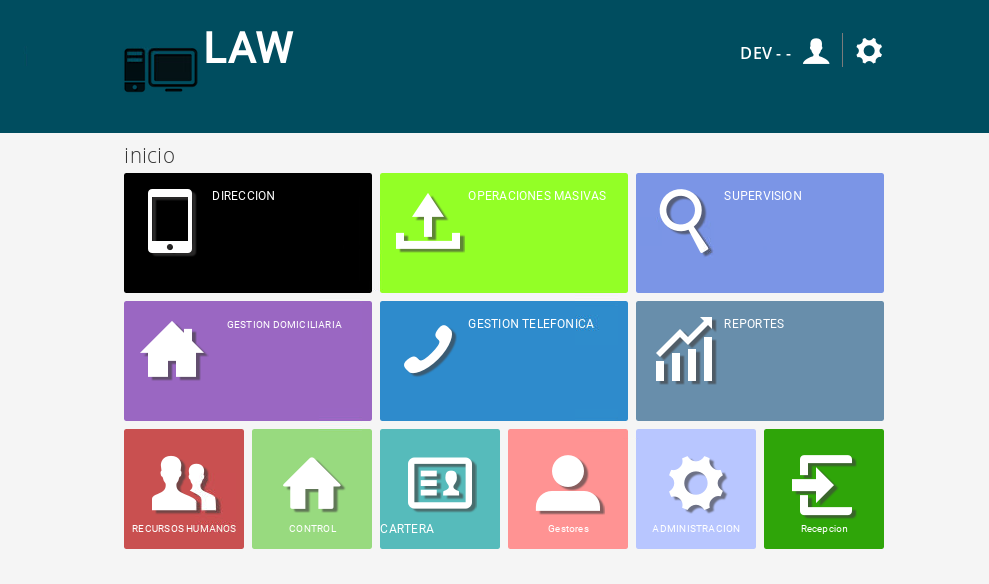 LAW
DEV - -
inicio
DIRECCION
OPERACIONES MASIVAS
SUPERVISION
GESTION DOMICILIARIA
GESTION TELEFONICA
REPORTES
RECURSOS HUMANOS
CONTROL
CARTERA
Gestores
ADMINISTRACION
Recepcion